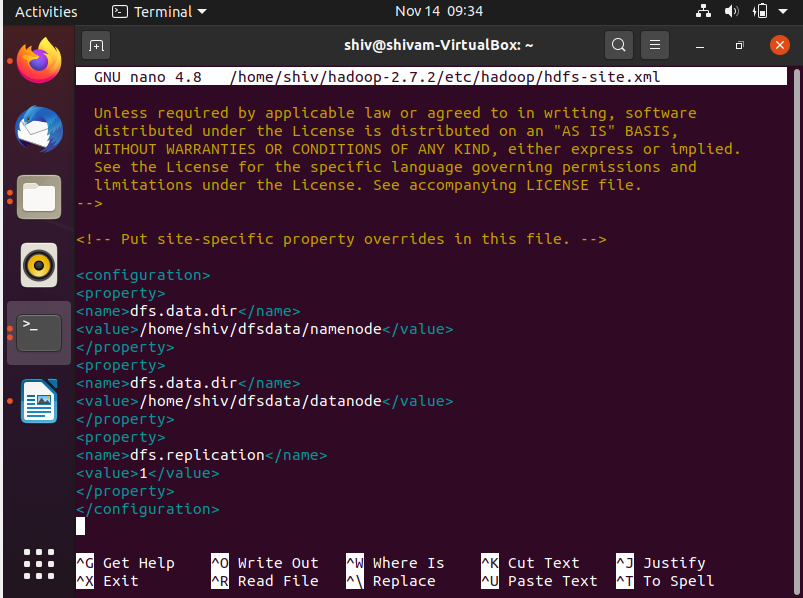 Activities
Terminal
Nov 14 09:34
shiv@shivam-VirtualBox: ~
GNU nano 4.8 /home/shiv/hadoop-2.7.2/etc/hadoop/hdfs-site.xml
Unless required by applicable law or agreed to in writing, software
distributed under the License is distributed on an "AS IS" BASIS,
WITHOUT WARRANTIES OR CONDITIONS OF ANY KIND, either express or implied.
See the License for the specific language governing permissions and
limitations under the License. See accompanying LICENSE file.
-->
<!-- Put site-specific property overrides in this file. -->
<configuration>
<property>
<name>dfs.data.dir</name>
<value>/home/shiv/dfsdata/namenode</value>
</property>
<property>
<name>dfs.data.dir</name>
<value>/home/shiv/dfsdata/datanode</value>
</property>
<property>
<name>dfs.replication</name>
<value>1</value>
</property>
</configuration>
^G Get Help ^O Write Out ^W Where Is ^K Cut Text ^J Justify
^X Exit ^R Read File ^\ Replace ^U Paste Text ^T To Spell